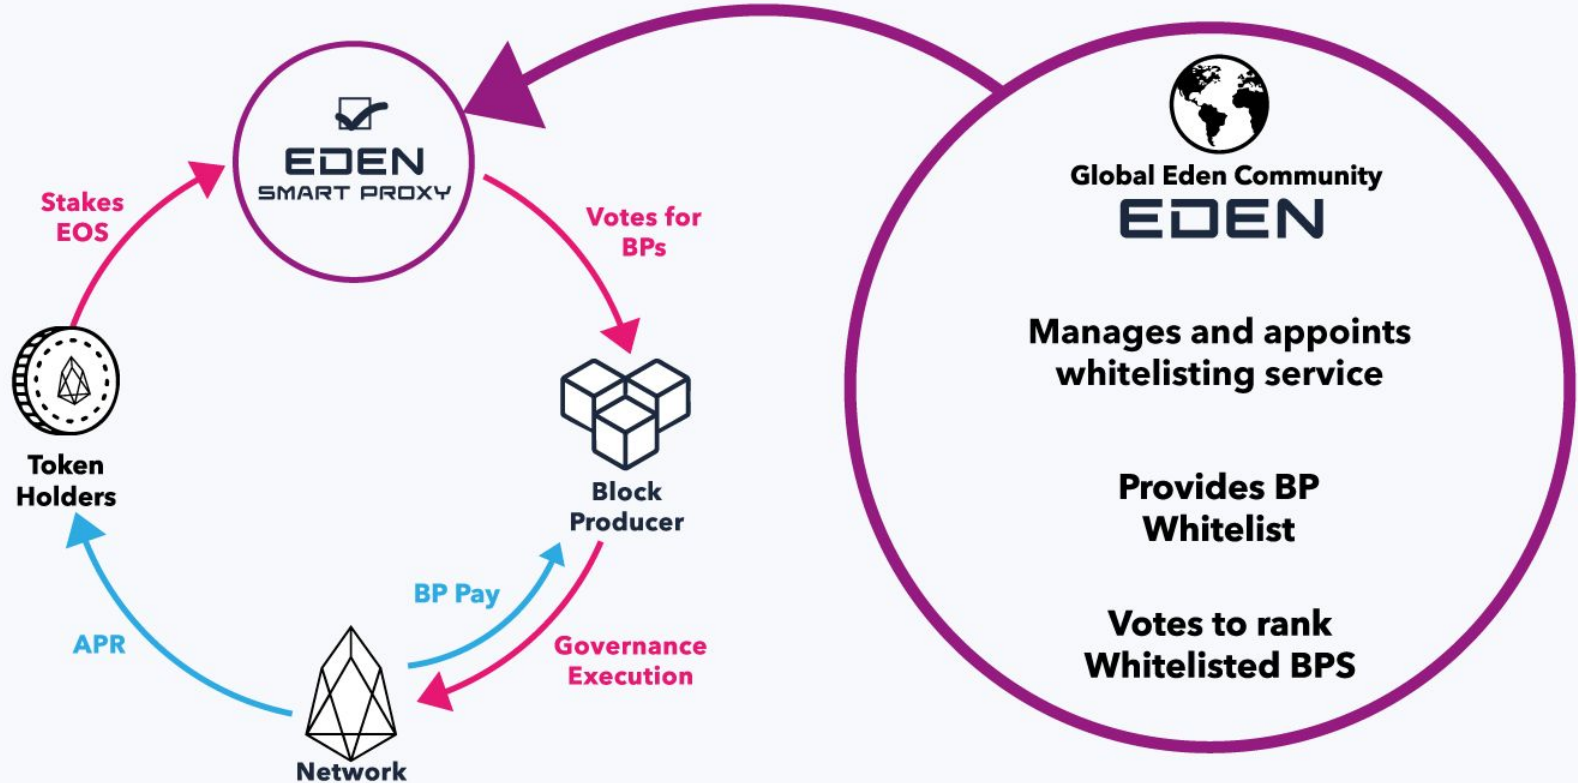 EDEN
SMART PROXY
Stakes
EOS
Votes for
BPs
Token
Holders
Block
Producer
BP Pay
APR
Governance
Execution
Network
Global Eden Community
EDEN
Manages and appoints
whitelisting service
Provides BP
Whitelist
Votes to rank
Whitelisted BPS